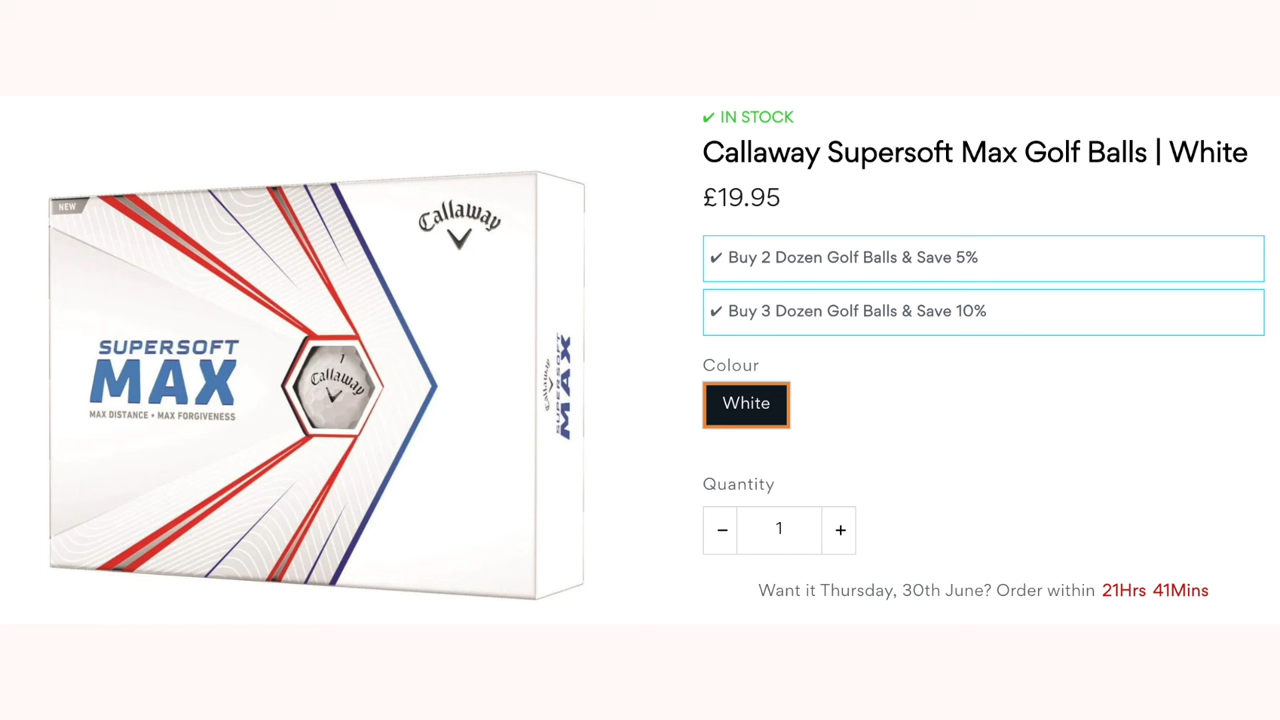 NEW
Callaway
SUPERSOFT
MAX
MAX DISTANCE • MAX FORGIVENESS
1
Callaway
Callaway
SUPERSOFT
MAX
✔ IN STOCK
Callaway Supersoft Max Golf Balls | White
£19.95
✔ Buy 2 Dozen Golf Balls & Save 5%
✔ Buy 3 Dozen Golf Balls & Save 10%
Colour
White
Quantity
− 1 +
Want it Thursday, 30th June? Order within 21Hrs 41Mins